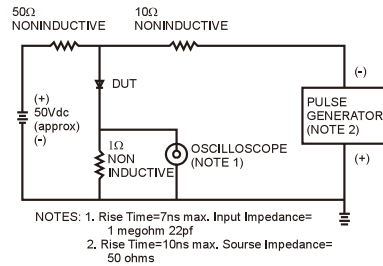 50Ω
NONINDUCTIVE
10Ω
NONINDUCTIVE
(+)
50Vdc
(approx)
(-)
DUT
1Ω
NON
INDUCTIVE
OSCILLOSCOPE
(NOTE 1)
(-)
PULSE
GENERATOR
(NOTE 2)
(+)
NOTES: 1. Rise Time=7ns max. Input Impedance=
1 megohm 22pf
2. Rise Time=10ns max. Sourse Impedance=
50 ohms